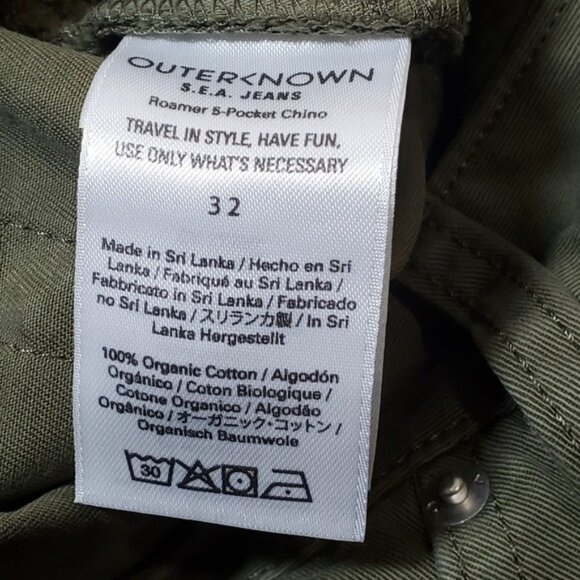 OUTERKNOWN
S.E.A. JEANS
Roamer 5-Pocket Chino
TRAVEL IN STYLE, HAVE FUN,
USE ONLY WHAT'S NECESSARY
32
Made in Sri Lanka / Hecho en Sri
Lanka / Fabriqué au Sri Lanka /
Fabbricato in Sri Lanka / Fabricado
no Sri Lanka / スリランカ製 / In Sri
Lanka Hergestellt
100% Organic Cotton / Algodón
Orgánico / Coton Biologique /
Cotone Organico / Algodão
Orgânico / オーガニック・コットン /
Organisch Baumwole
30